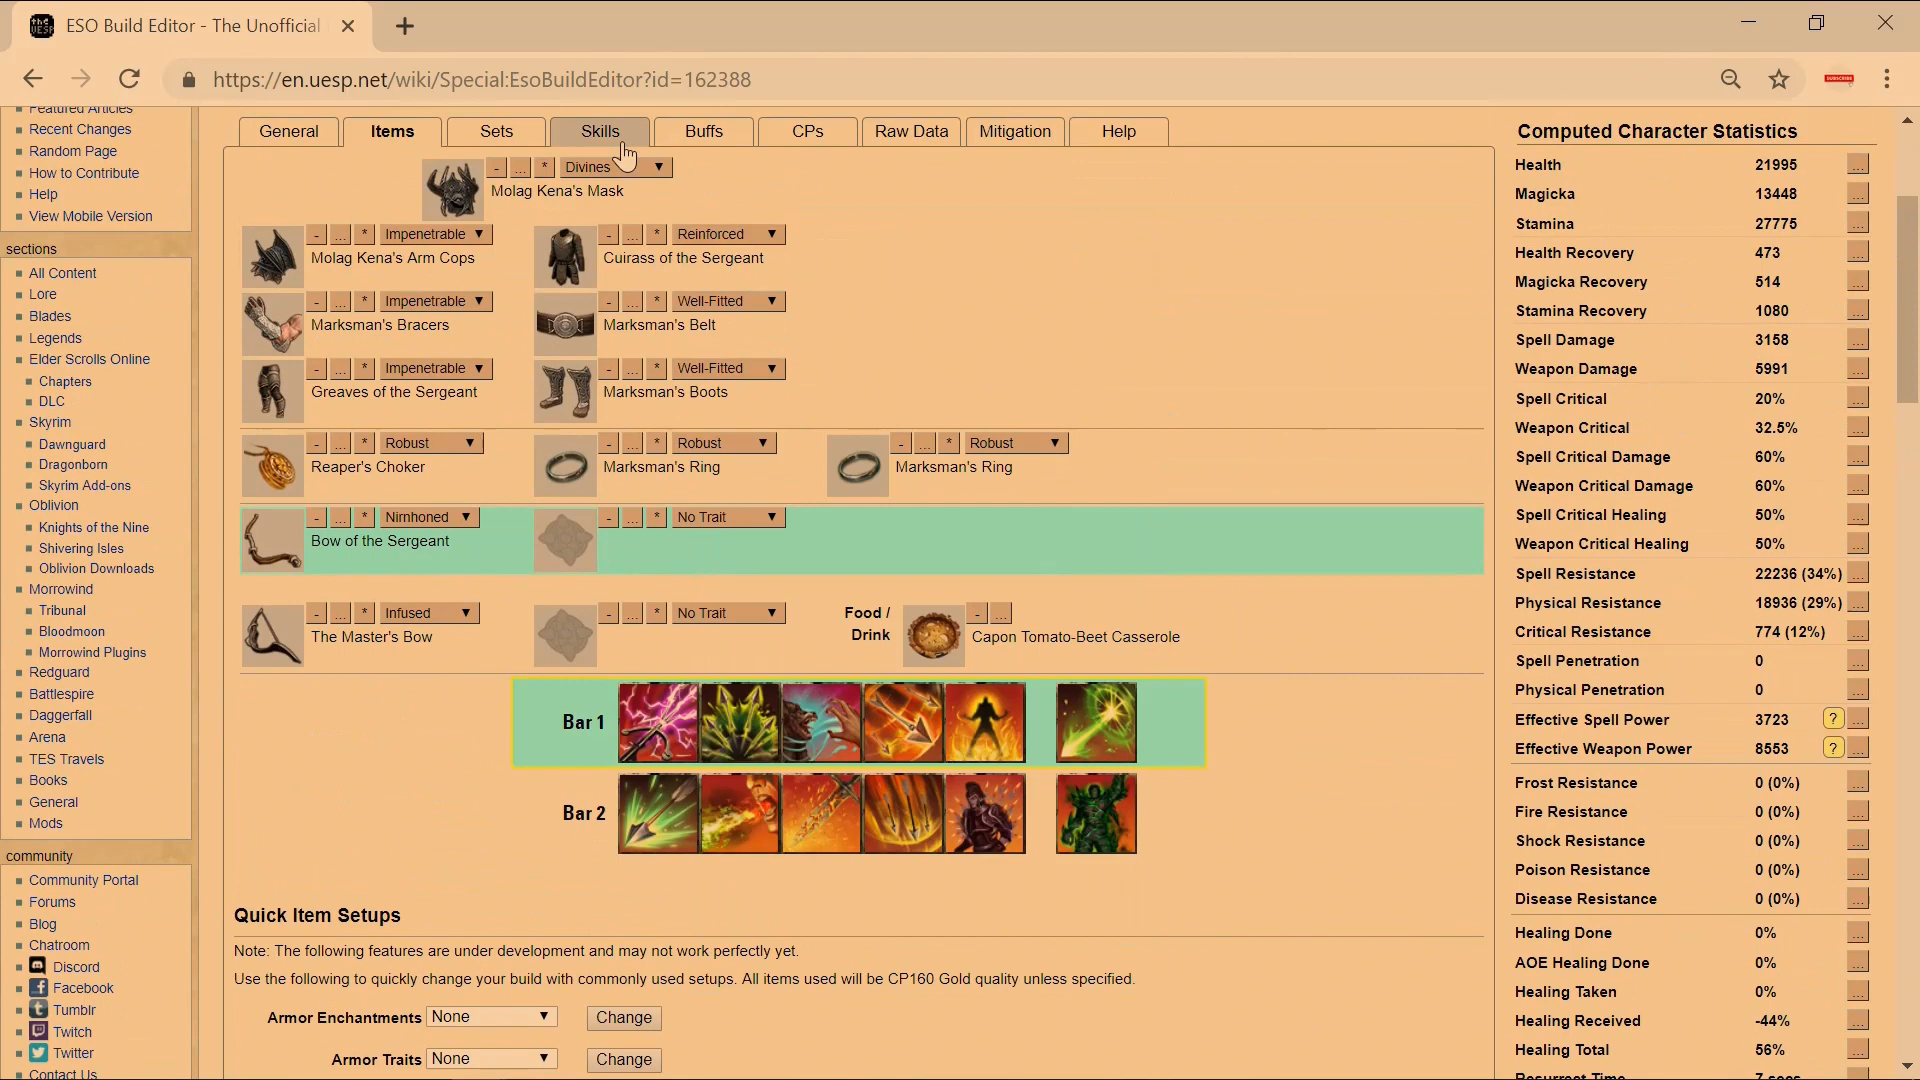 ESO Build Editor - The Unofficial
https://en.uesp.net/wiki/Special:EsoBuildEditor?id=162388
SUBSCRIBE
Featured Articles
Recent Changes
Random Page
How to Contribute
Help
View Mobile Version
sections
All Content
Lore
Blades
Legends
Elder Scrolls Online
Chapters
DLC
Skyrim
Dawnguard
Dragonborn
Skyrim Add-ons
Oblivion
Knights of the Nine
Shivering Isles
Oblivion Downloads
Morrowind
Tribunal
Bloodmoon
Morrowind Plugins
Redguard
Battlespire
Daggerfall
Arena
TES Travels
Books
General
Mods
community
Community Portal
Forums
Blog
Chatroom
Discord
Facebook
Tumblr
Twitch
Twitter
Contact Us
General Items Sets Skills Buffs CPs Raw Data Mitigation Help
- ... * Divines
Molag Kena's Mask
- ... * Impenetrable - ... * Reinforced
Molag Kena's Arm Cops Cuirass of the Sergeant
- ... * Impenetrable - ... * Well-Fitted
Marksman's Bracers Marksman's Belt
- ... * Impenetrable - ... * Well-Fitted
Greaves of the Sergeant Marksman's Boots
- ... * Robust - ... * Robust - ... * Robust
Reaper's Choker Marksman's Ring Marksman's Ring
- ... * Nirnhoned - ... * No Trait
Bow of the Sergeant
- ... * Infused - ... * No Trait Food / - ...
The Master's Bow Drink Capon Tomato-Beet Casserole
Bar 1
Bar 2
Quick Item Setups
Note: The following features are under development and may not work perfectly yet.
Use the following to quickly change your build with commonly used setups. All items used will be CP160 Gold quality unless specified.
Armor Enchantments None Change
Armor Traits None Change
Computed Character Statistics
Health 21995 ...
Magicka 13448 ...
Stamina 27775 ...
Health Recovery 473 ...
Magicka Recovery 514 ...
Stamina Recovery 1080 ...
Spell Damage 3158 ...
Weapon Damage 5991 ...
Spell Critical 20% ...
Weapon Critical 32.5% ...
Spell Critical Damage 60% ...
Weapon Critical Damage 60% ...
Spell Critical Healing 50% ...
Weapon Critical Healing 50% ...
Spell Resistance 22236 (34%) ...
Physical Resistance 18936 (29%) ...
Critical Resistance 774 (12%) ...
Spell Penetration 0 ...
Physical Penetration 0 ...
Effective Spell Power 3723 ? ...
Effective Weapon Power 8553 ? ...
Frost Resistance 0 (0%) ...
Fire Resistance 0 (0%) ...
Shock Resistance 0 (0%) ...
Poison Resistance 0 (0%) ...
Disease Resistance 0 (0%) ...
Healing Done 0% ...
AOE Healing Done 0% ...
Healing Taken 0% ...
Healing Received -44% ...
Healing Total 56% ...
Resurrect Time 7 secs